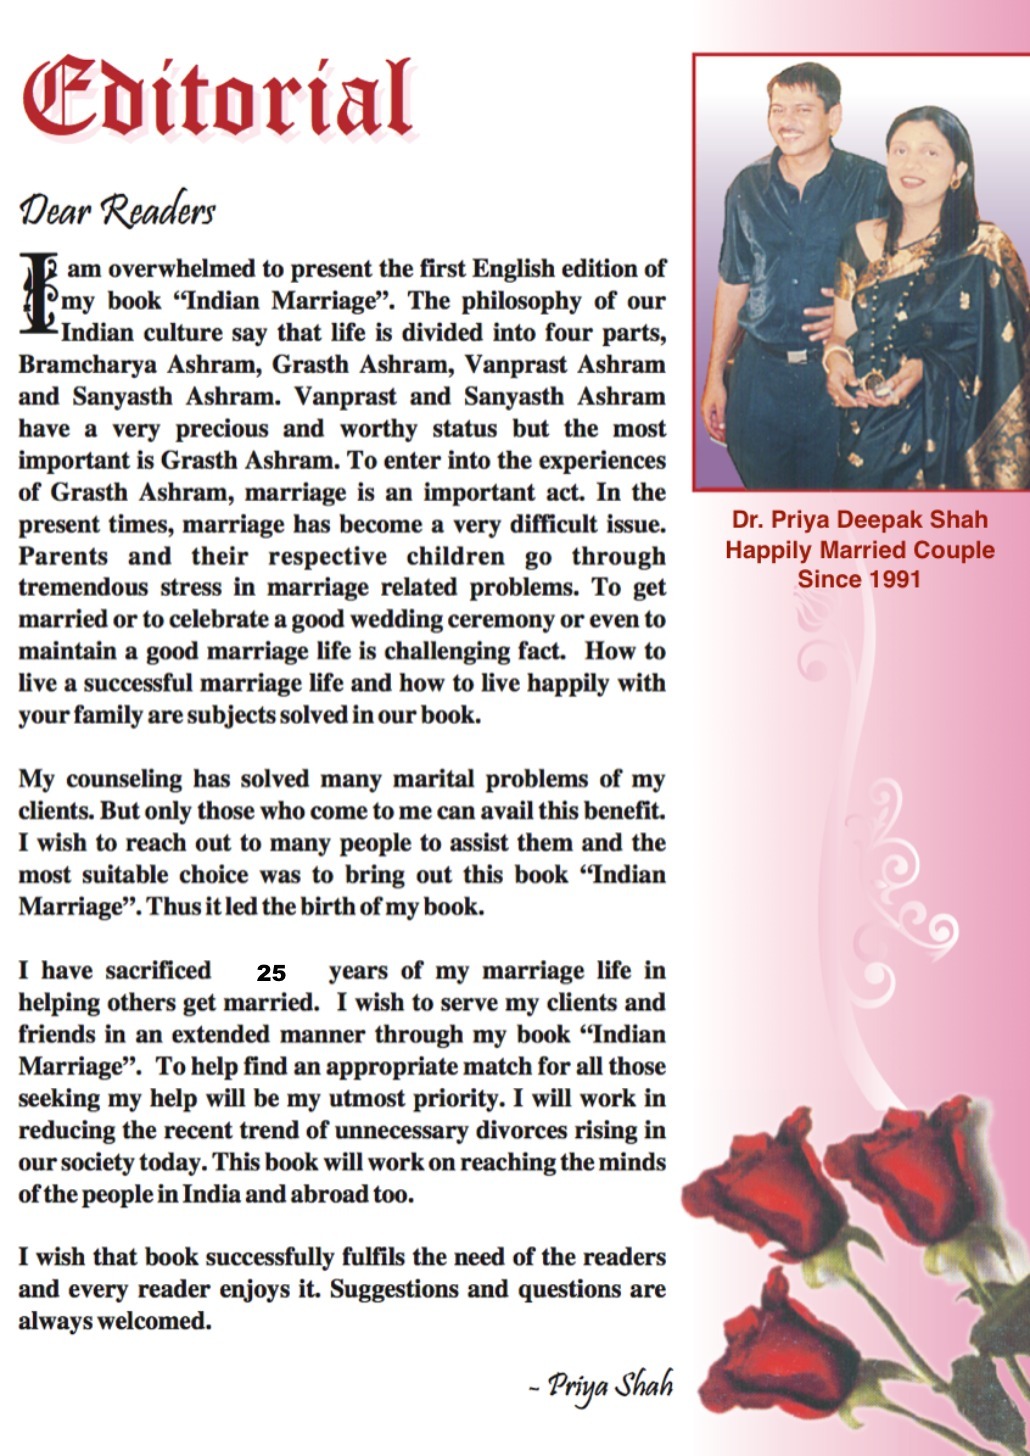 Editorial
Dear Readers
I am overwhelmed to present the first English edition of
my book “Indian Marriage”. The philosophy of our
Indian culture say that life is divided into four parts,
Bramcharya Ashram, Grasth Ashram, Vanprast Ashram
and Sanyasth Ashram. Vanprast and Sanyasth Ashram
have a very precious and worthy status but the most
important is Grasth Ashram. To enter into the experiences
of Grasth Ashram, marriage is an important act. In the
present times, marriage has become a very difficult issue.
Parents and their respective children go through
tremendous stress in marriage related problems. To get
married or to celebrate a good wedding ceremony or even to
maintain a good marriage life is challenging fact. How to
live a successful marriage life and how to live happily with
your family are subjects solved in our book.
My counseling has solved many marital problems of my
clients. But only those who come to me can avail this benefit.
I wish to reach out to many people to assist them and the
most suitable choice was to bring out this book “Indian
Marriage”. Thus it led the birth of my book.
I have sacrificed 25 years of my marriage life in
helping others get married. I wish to serve my clients and
friends in an extended manner through my book “Indian
Marriage”. To help find an appropriate match for all those
seeking my help will be my utmost priority. I will work in
reducing the recent trend of unnecessary divorces rising in
our society today. This book will work on reaching the minds
of the people in India and abroad too.
I wish that book successfully fulfils the need of the readers
and every reader enjoys it. Suggestions and questions are
always welcomed.
~ Priya Shah
Dr. Priya Deepak Shah
Happily Married Couple
Since 1991